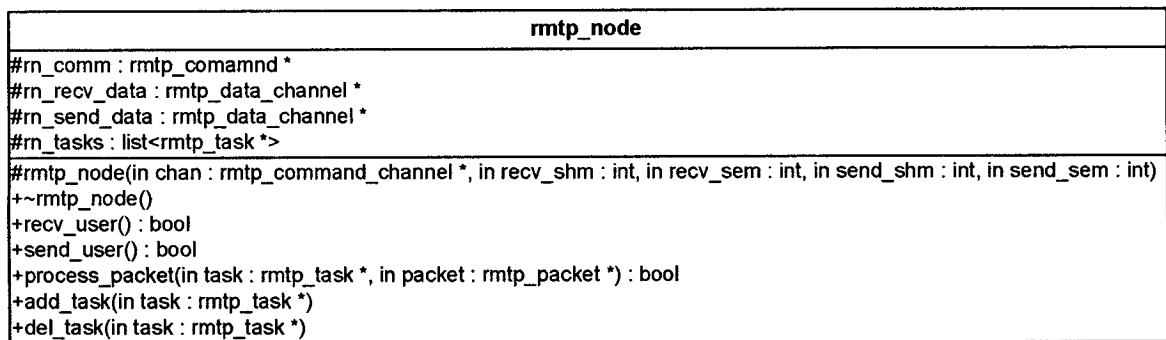 rmtp_node
#rn_comm : rmtp_comamnd *
#rn_recv_data : rmtp_data_channel *
#rn_send_data : rmtp_data_channel *
#rn_tasks : list<rmtp_task *>
#rmtp_node(in chan : rmtp_command_channel *, in recv_shm : int, in recv_sem : int, in send_shm : int, in send_sem : int)
+~rmtp_node()
+recv_user() : bool
+send_user() : bool
+process_packet(in task : rmtp_task *, in packet : rmtp_packet *) : bool
+add_task(in task : rmtp_task *)
+del_task(in task : rmtp_task *)